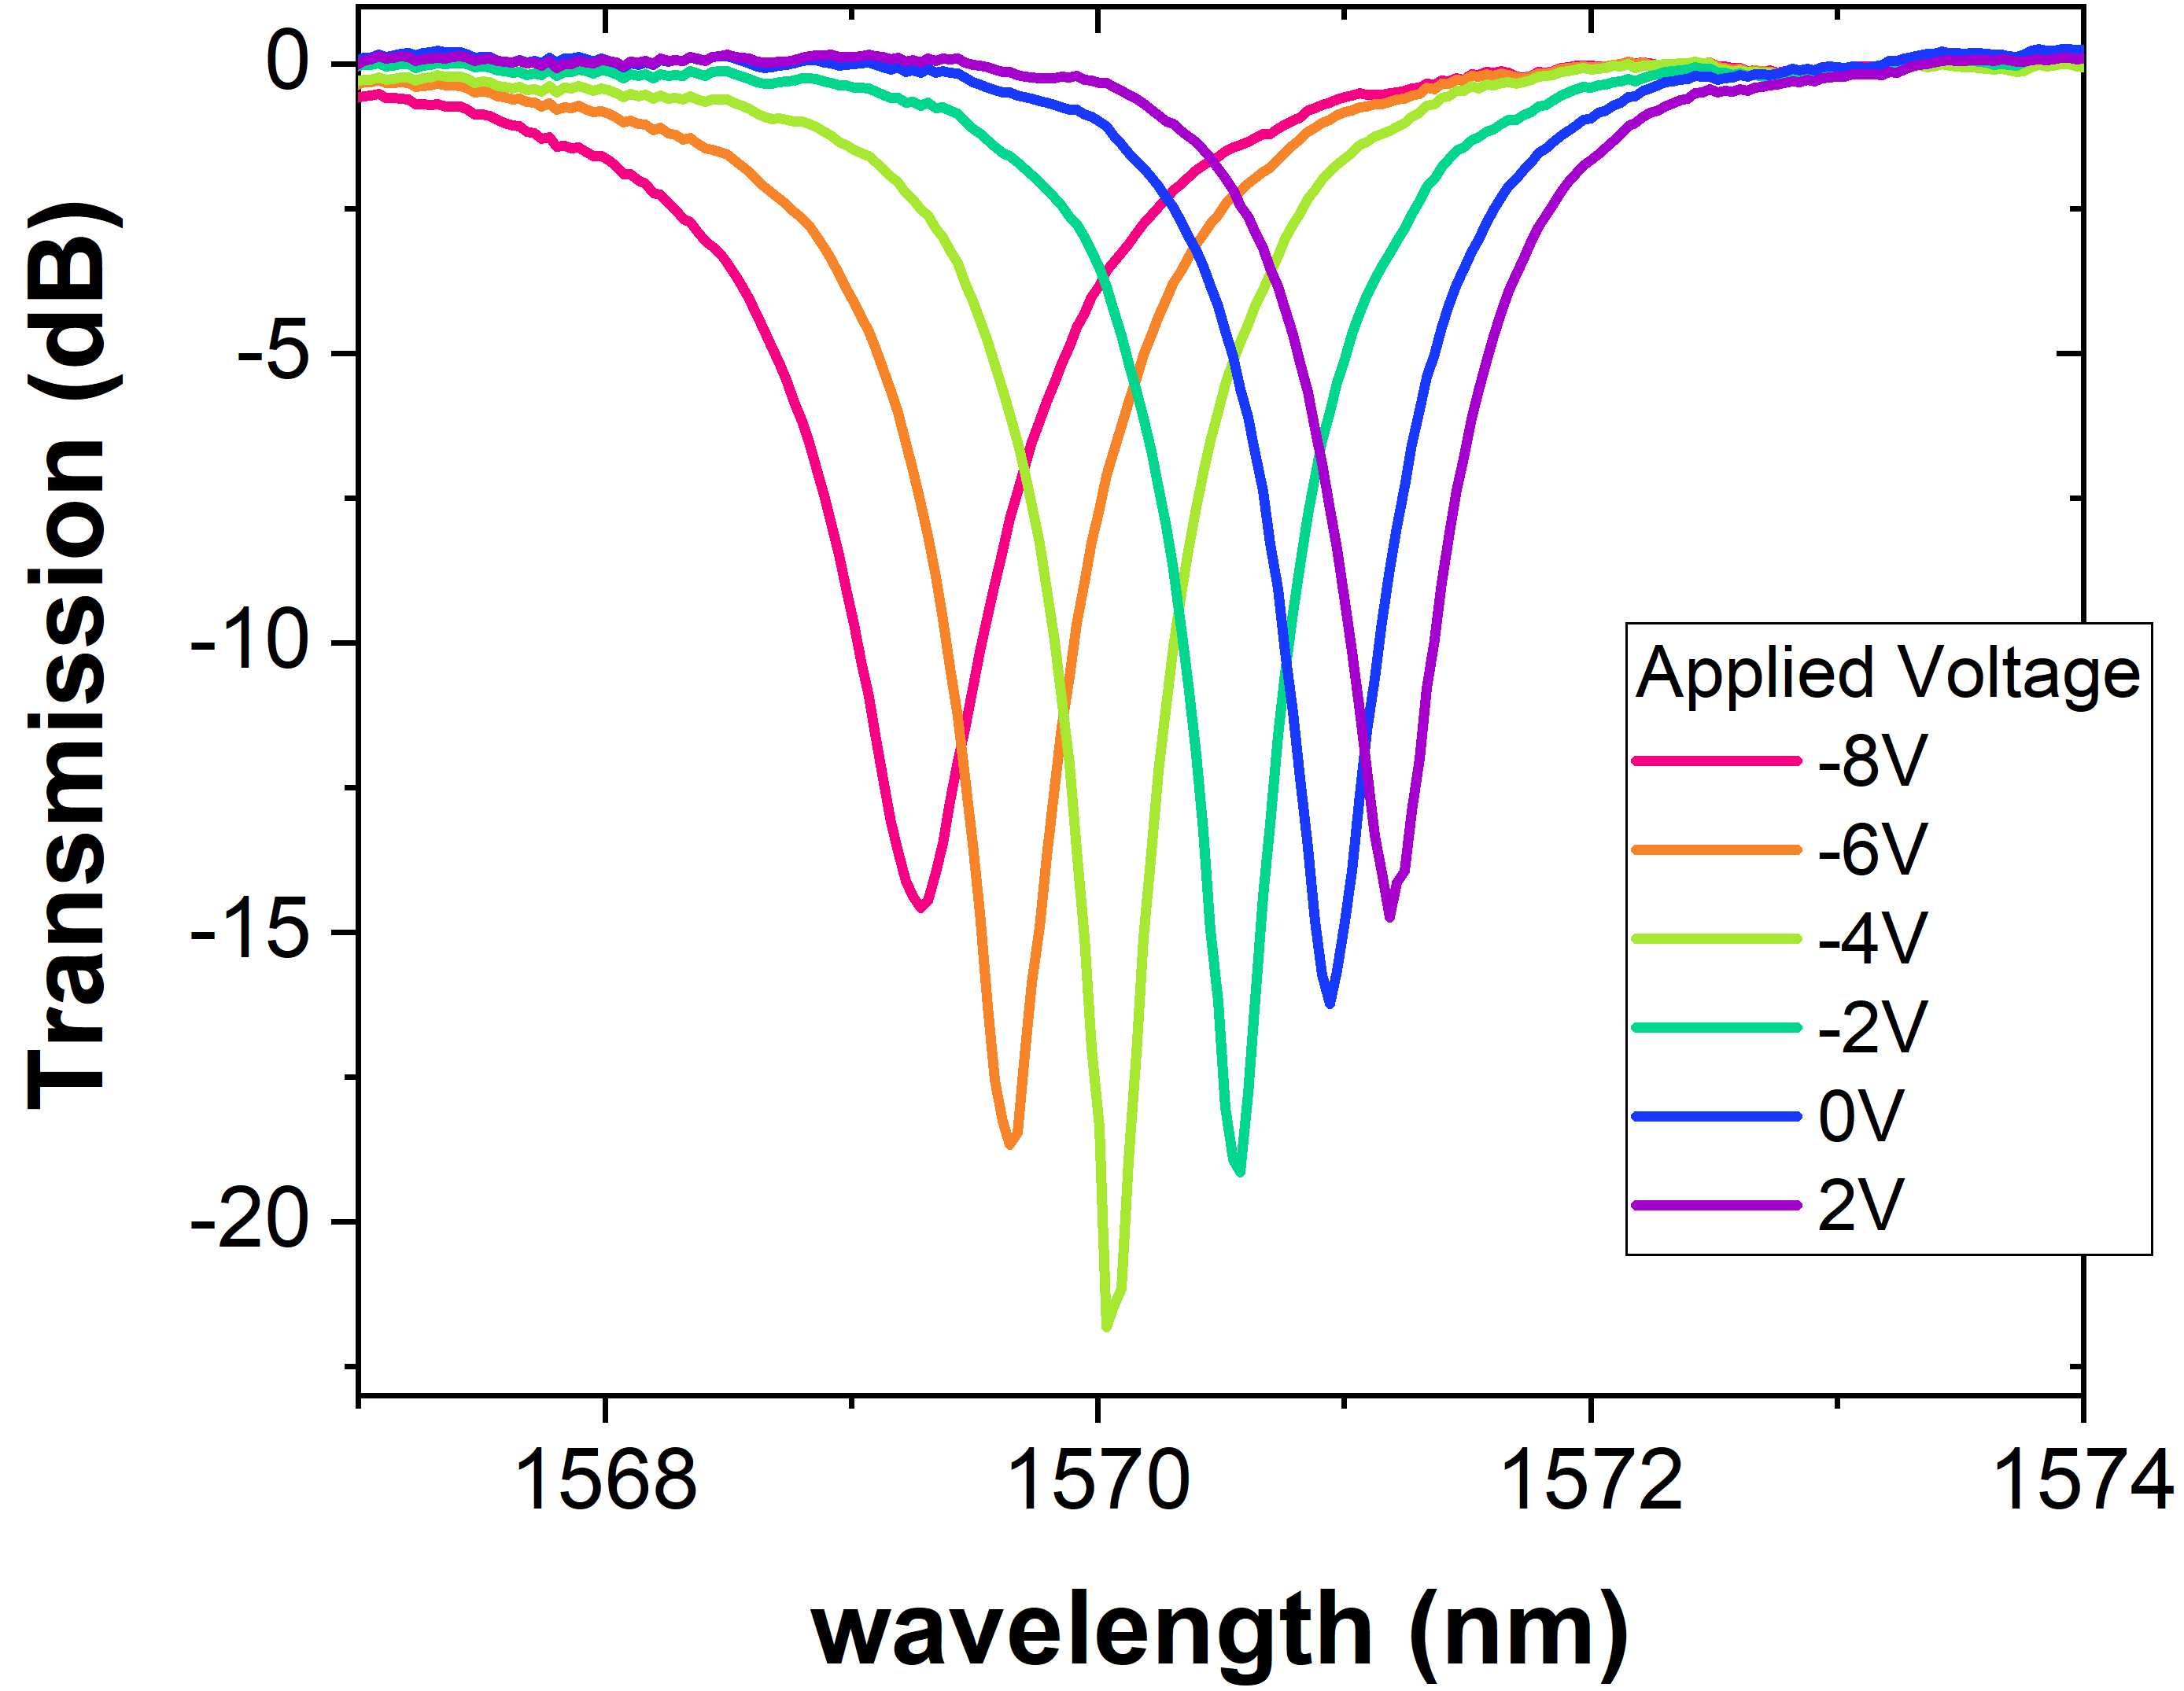 Transmission (dB)
0
-5
-10
-15
-20
1568 1570 1572 1574
wavelength (nm)
Applied Voltage
-8V
-6V
-4V
-2V
0V
2V